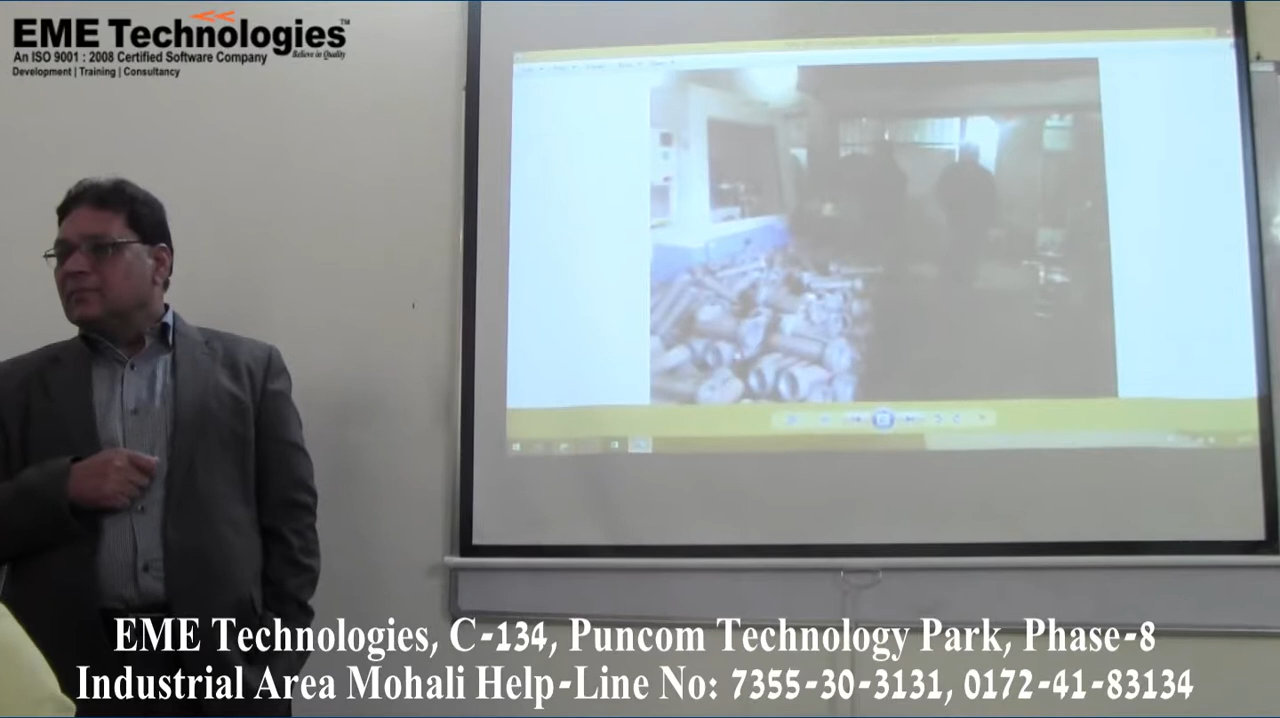 EME Technologies™
An ISO 9001 : 2008 Certified Software Company
Believe in Quality
Development | Training | Consultancy
EME Technologies, C-134, Puncom Technology Park, Phase-8
Industrial Area Mohali Help-Line No: 7355-30-3131, 0172-41-83134